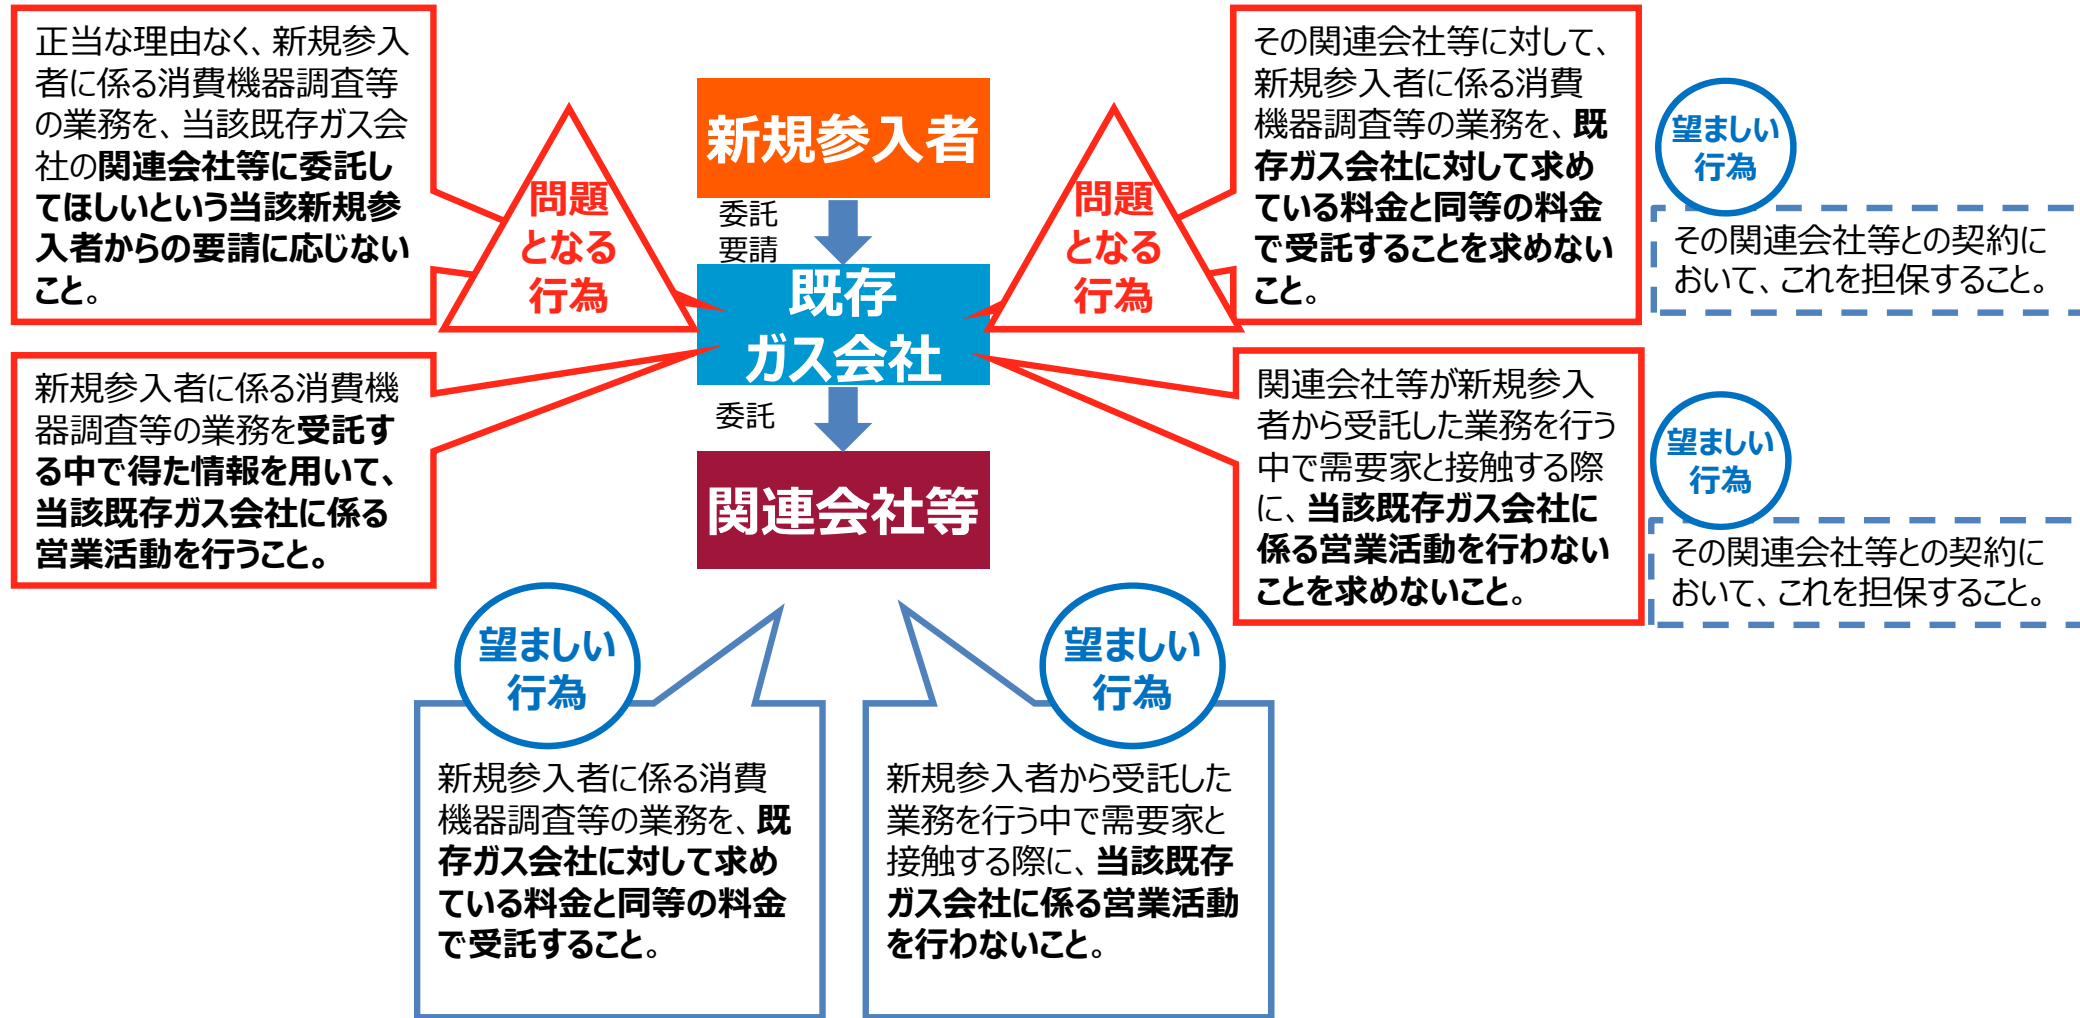 正当な理由なく、新規参入
者に係る消費機器調査等
の業務を、当該既存ガス会
社の関連会社等に委託し
てほしいという当該新規参
入者からの要請に応じない
こと。
問題
となる
行為
新規参入者
委託
要請
既存
ガス会社
委託
関連会社等
問題
となる
行為
その関連会社等に対して、
新規参入者に係る消費
機器調査等の業務を、既
存ガス会社に対して求め
ている料金と同等の料金
で受託することを求めない
こと。
望ましい
行為
その関連会社等との契約に
おいて、これを担保すること。
新規参入者に係る消費機
器調査等の業務を受託す
る中で得た情報を用いて、
当該既存ガス会社に係る
営業活動を行うこと。
関連会社等が新規参入
者から受託した業務を行う
中で需要家と接触する際
に、当該既存ガス会社に
係る営業活動を行わない
ことを求めないこと。
望ましい
行為
その関連会社等との契約に
おいて、これを担保すること。
望ましい
行為
新規参入者に係る消費
機器調査等の業務を、既
存ガス会社に対して求め
ている料金と同等の料金
で受託すること。
望ましい
行為
新規参入者から受託した
業務を行う中で需要家と
接触する際に、当該既存
ガス会社に係る営業活動
を行わないこと。